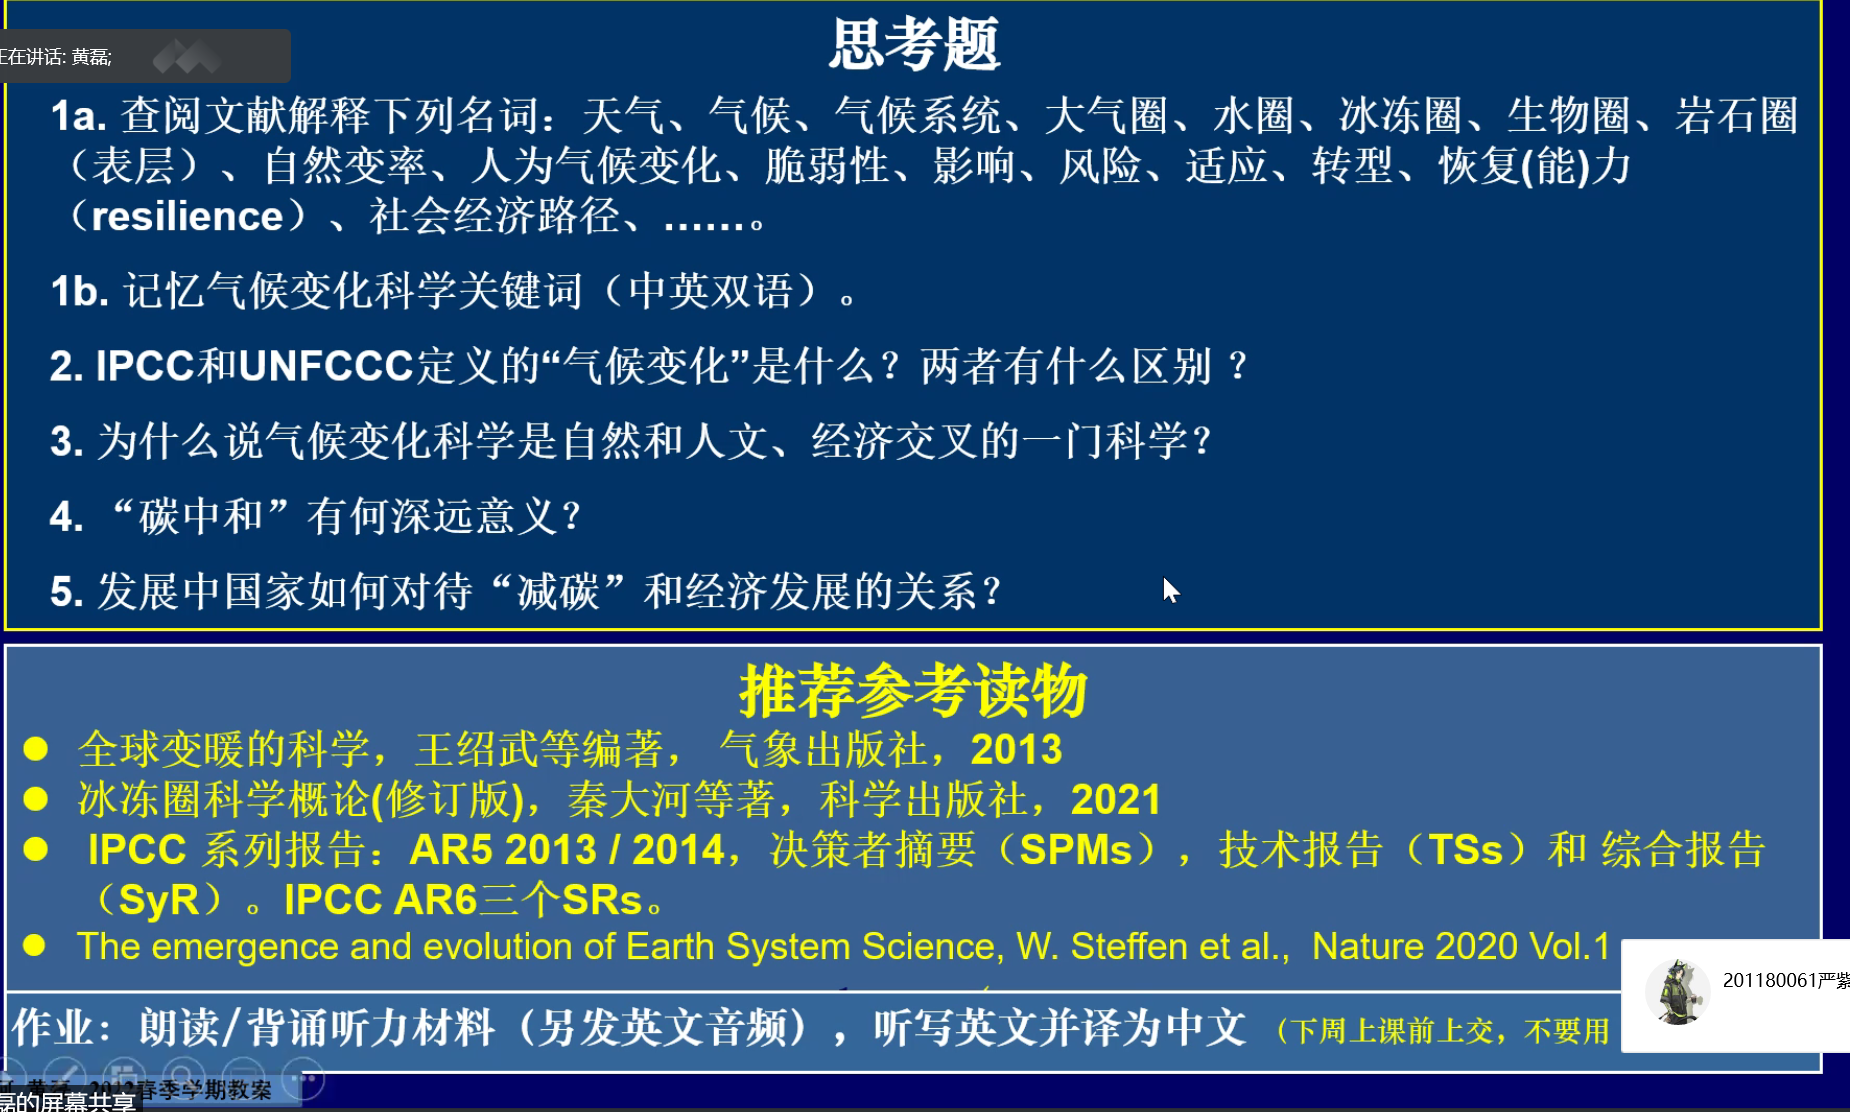 思考题
正在讲话: 黄磊;
1a. 查阅文献解释下列名词：天气、气候、气候系统、大气圈、水圈、冰冻圈、生物圈、岩石圈
（表层）、自然变率、人为气候变化、脆弱性、影响、风险、适应、转型、恢复(能)力
（resilience）、社会经济路径、……。
1b. 记忆气候变化科学关键词（中英双语）。
2. IPCC和UNFCCC定义的“气候变化”是什么？两者有什么区别 ？
3. 为什么说气候变化科学是自然和人文、经济交叉的一门科学？
4. “碳中和”有何深远意义？
5. 发展中国家如何对待“减碳”和经济发展的关系？
推荐参考读物
● 全球变暖的科学，王绍武等编著， 气象出版社，2013
● 冰冻圈科学概论(修订版)，秦大河等著，科学出版社，2021
● IPCC 系列报告：AR5 2013 / 2014，决策者摘要（SPMs），技术报告（TSs）和 综合报告
（SyR）。IPCC AR6三个SRs。
● The emergence and evolution of Earth System Science, W. Steffen et al., Nature 2020 Vol.1
201180061严紫
作业：朗读/背诵听力材料（另发英文音频），听写英文并译为中文 （下周上课前上交，不要用
黄磊 2012春季学期教案
磊的屏幕共享